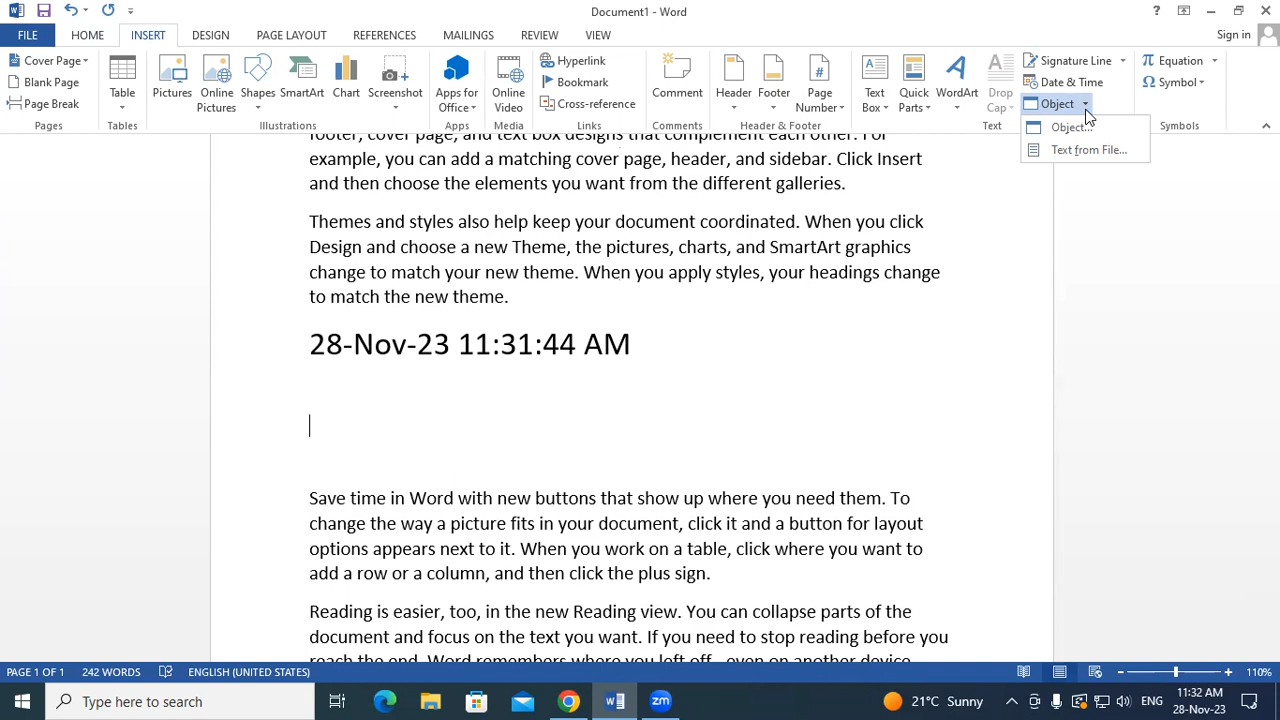 Document1 - Word
?
FILE HOME INSERT DESIGN PAGE LAYOUT REFERENCES MAILINGS REVIEW VIEW Sign in
Cover Page
Blank Page
Page Break
Pages
Table
Tables
Pictures
Online Pictures
Shapes
SmartArt
Chart
Screenshot
Illustrations
Apps for Office
Apps
Online Video
Media
Hyperlink
Bookmark
Cross-reference
Links
Comment
Comments
Header
Footer
Page Number
Header & Footer
Text Box
Quick Parts
WordArt
Drop Cap
Signature Line
Date & Time
Object
Text
Equation
Symbol
Symbols
Object...
Text from File...
footer, cover page, and text box designs that complement each other. For
example, you can add a matching cover page, header, and sidebar. Click Insert
and then choose the elements you want from the different galleries.
Themes and styles also help keep your document coordinated. When you click
Design and choose a new Theme, the pictures, charts, and SmartArt graphics
change to match your new theme. When you apply styles, your headings change
to match the new theme.
28-Nov-23 11:31:44 AM
Save time in Word with new buttons that show up where you need them. To
change the way a picture fits in your document, click it and a button for layout
options appears next to it. When you work on a table, click where you want to
add a row or a column, and then click the plus sign.
Reading is easier, too, in the new Reading view. You can collapse parts of the
document and focus on the text you want. If you need to stop reading before you
reach the end, Word remembers where you left off - even on another device.
PAGE 1 OF 1 242 WORDS ENGLISH (UNITED STATES) 110%
Type here to search
zm
21°C Sunny
ENG
11:32 AM
28-Nov-23